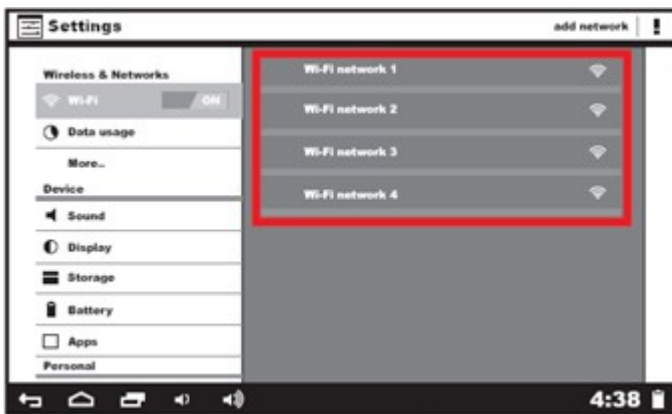 Settings
add network
Wireless & Networks
Wi-Fi ON
Data usage
More..
Device
Sound
Display
Storage
Battery
Apps
Personal
Wi-Fi network 1
Wi-Fi network 2
Wi-Fi network 3
Wi-Fi network 4
4:38